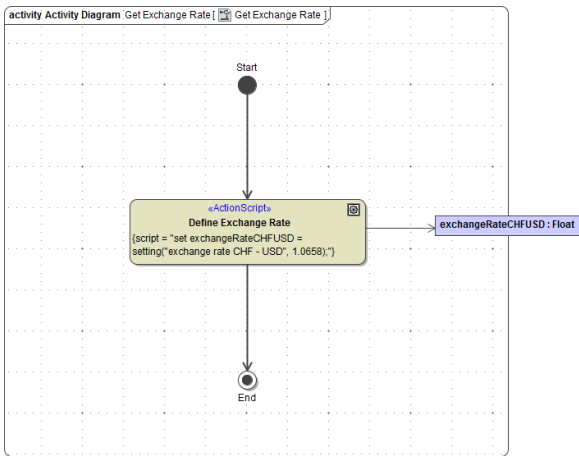 activity Activity Diagram Get Exchange Rate [ Get Exchange Rate ]
Start
«ActionScript»
Define Exchange Rate
{script = "set exchangeRateCHFUSD =
setting("exchange rate CHF - USD", 1.0658);"}
exchangeRateCHFUSD : Float
End